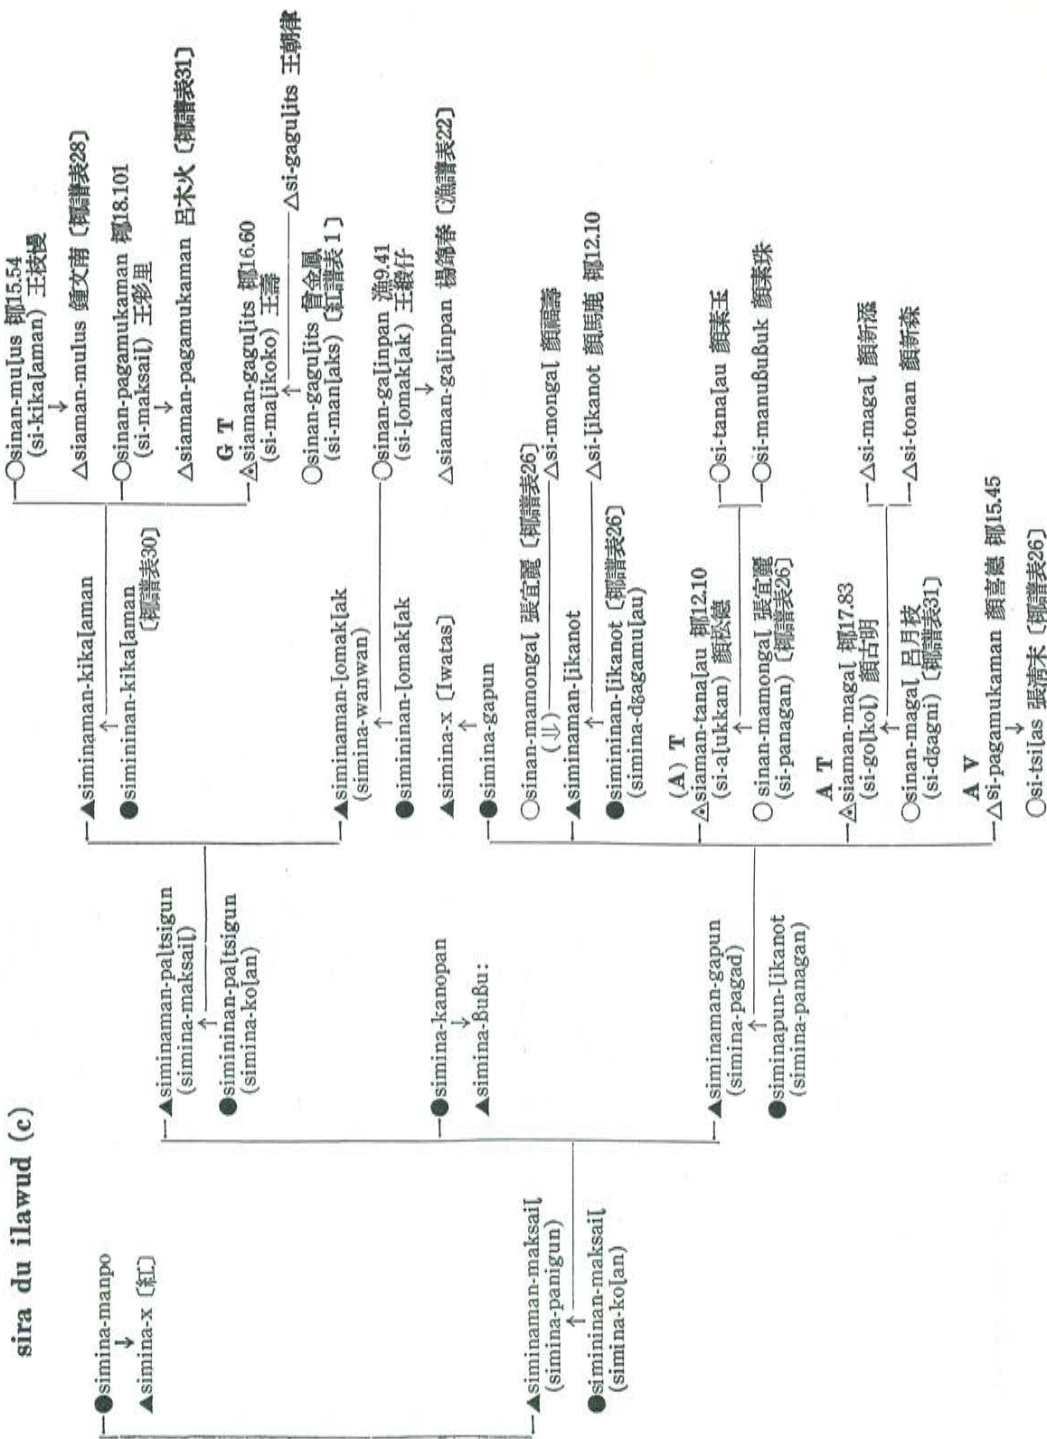 sira du ilawud (c)
●simina-manpo
↓
▲simina-x〔紅〕
▲siminaman-maksaiɭ
(simina-panigun)
↑
●simininan-maksaiɭ
(simina-koɭan)
▲siminaman-paɭtsigun
(simina-maksaiɭ)
↑
●simininan-paɭtsigun
(simina-koɭan)
●simina-kanopan
↓
▲simina-ßußu:
▲siminaman-gapun
(simina-pagad)
↑
●siminapun-ɭikanot
(simina-panagan)
▲siminaman-kikaɭaman
↑
●simininan-kikaɭaman
〔椰譜表30〕
▲siminaman-ɭomakɭak
(simina-wanwan)
↑
●simininan-ɭomakɭak
▲simina-x〔Iwatas〕
↑
●simina-gapun
○sinan-mamongaɭ 張宜麗〔椰譜表26〕
(⇓)
▲siminaman-ɭikanot
↑
●simininan-ɭikanot〔椰譜表26〕
(simina-dʒagamuɭau)
(A) T
△siaman-tanaɭau 椰12.10
(si-aɭukkan) 顏松德
↑
○sinan-mamongaɭ 張宜麗
(si-panagan)〔椰譜表26〕
A T
△siaman-magaɭ 椰17.83
(si-goɭkoɭ) 顏古明
↑
○sinan-magaɭ 呂月枝
(si-dʒagni)〔椰譜表31〕
A V
△si-pagamukaman 顏喜德 椰15.45
↓
○si-tsiɭas 張清末〔椰譜表26〕
○sinan-muɭus 椰15.54
(si-kikaɭaman) 王枝慢
↓
△siaman-mulus 鍾文南〔椰譜表28〕
○sinan-pagamukaman 椰18.101
(si-maksaiɭ) 王彩里
↓
△siaman-pagamukaman 呂木火〔椰譜表31〕
G T
△siaman-gaguɭits 椰16.60
(si-maɭikoko) 王壽
↑
○sinan-gaguɭits 曾金鳳
(si-manɭaks)〔紅譜表1〕
△si-gaguɭits 王朝律
○sinan-gaɭinpan 漁9.41
(si-ɭomakɭak) 王緞仔
↓
△siaman-gaɭinpan 楊錦春〔漁譜表22〕
△si-mongaɭ 顏福壽
△si-ɭikanot 顏馬鹿 椰12.10
○si-tanaɭau 顏素玉
○si-manußußuk 顏素珠
△si-magaɭ 顏新添
△si-tonan 顏新森